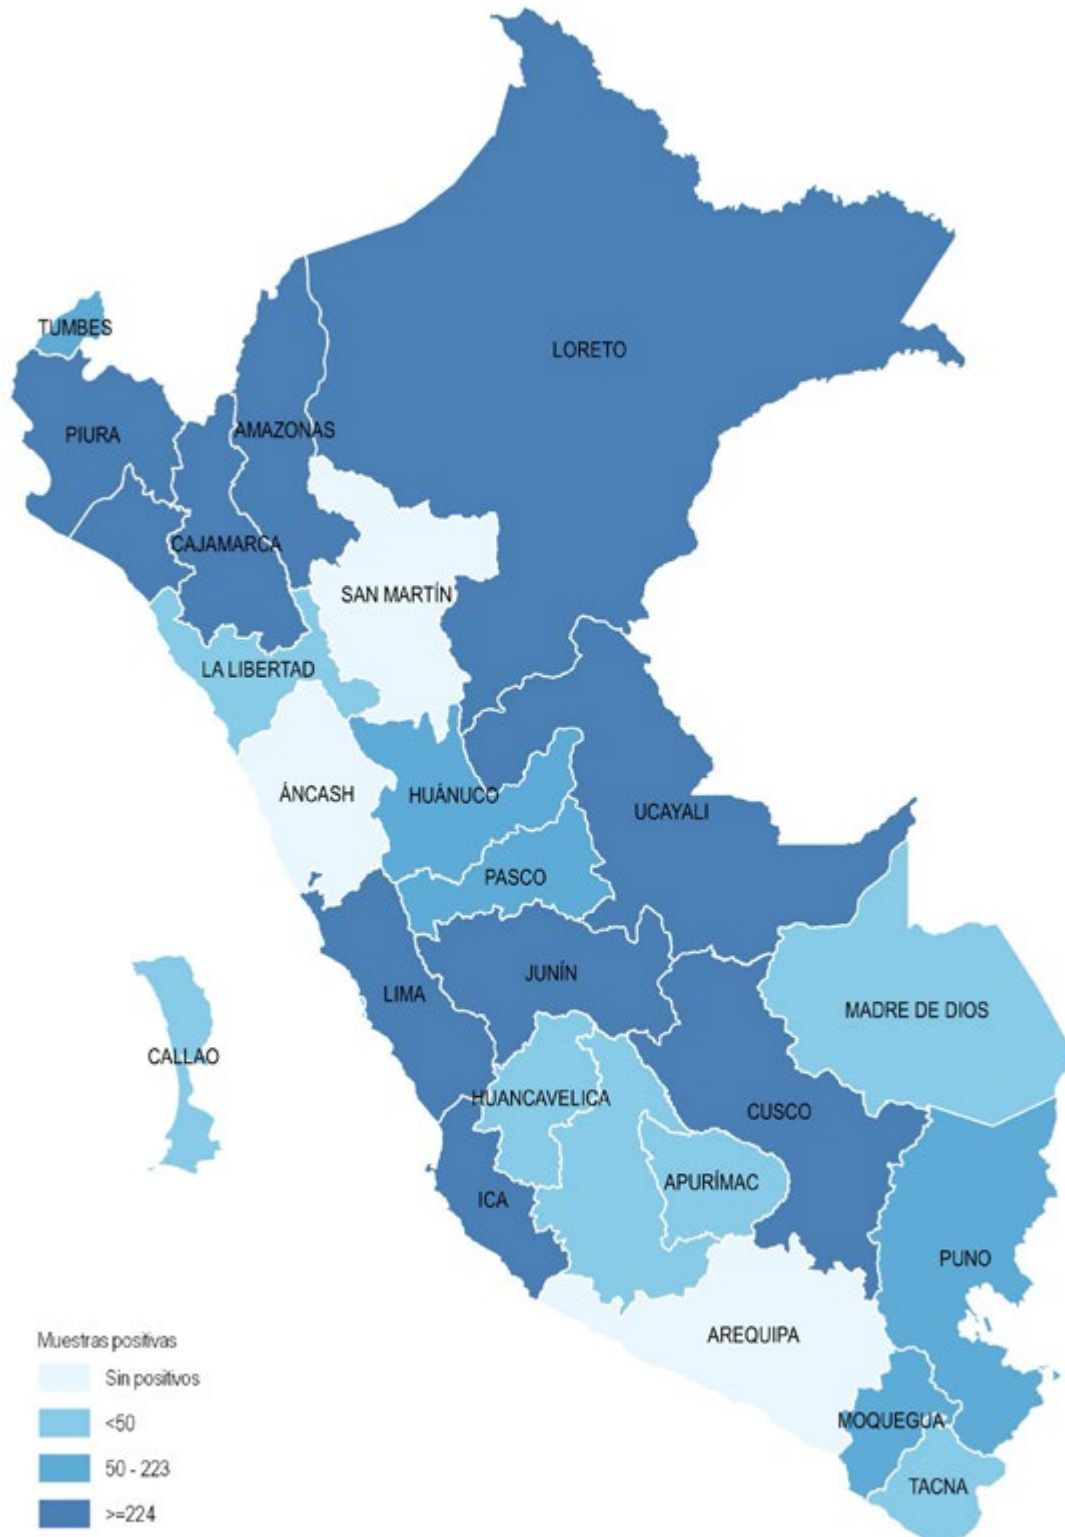 TUMBES
LORETO
PIURA
AMAZONAS
CAJAMARCA
SAN MARTÍN
LA LIBERTAD
ÁNCASH
HUÁNUCO
UCAYALI
PASCO
JUNÍN
LIMA
MADRE DE DIOS
CALLAO
HUANCAVELICA
CUSCO
APURÍMAC
ICA
PUNO
AREQUIPA
MOQUEGUA
TACNA
Muestras positivas
Sin positivos
<50
50 - 223
>=224